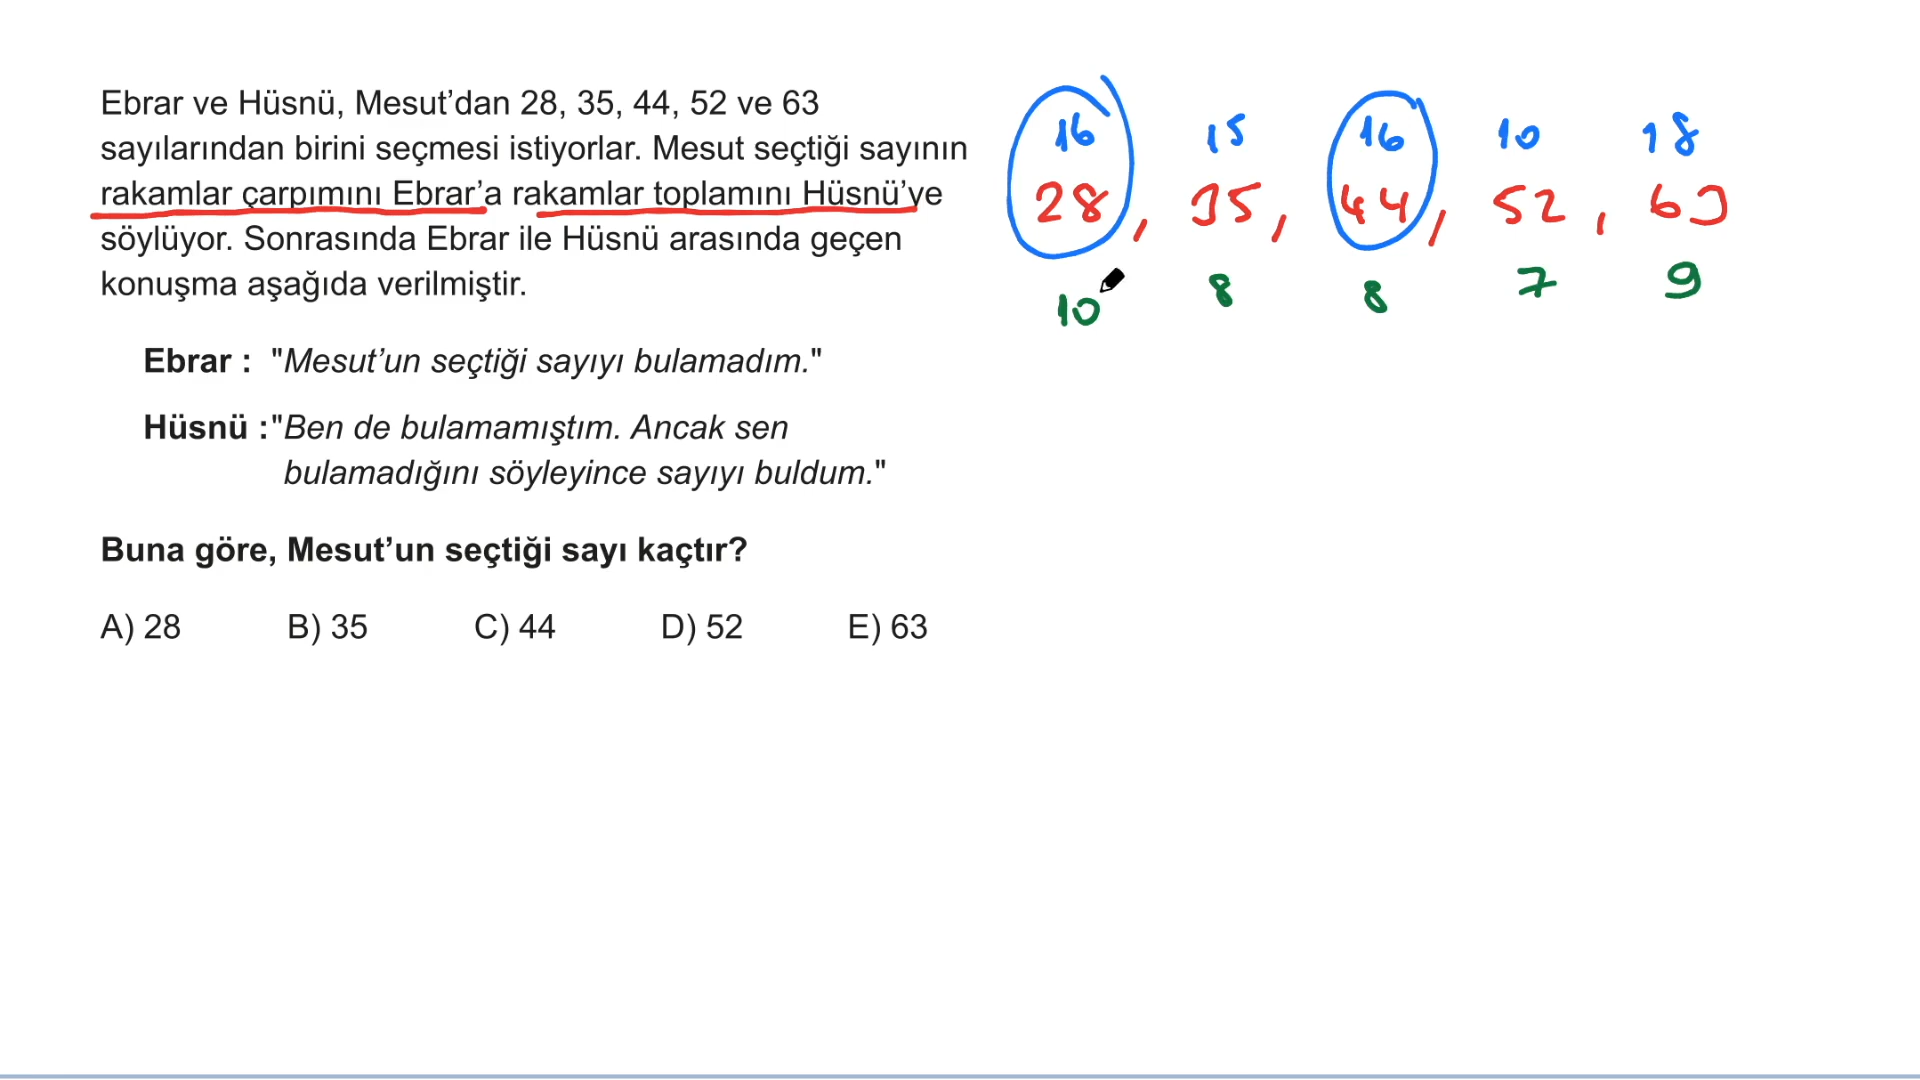 Ebrar ve Hüsnü, Mesut’dan 28, 35, 44, 52 ve 63
sayılarından birini seçmesi istiyorlar. Mesut seçtiği sayının
rakamlar çarpımını Ebrar’a rakamlar toplamını Hüsnü’ye
söylüyor. Sonrasında Ebrar ile Hüsnü arasında geçen
konuşma aşağıda verilmiştir.
Ebrar : "Mesut’un seçtiği sayıyı bulamadım."
Hüsnü :"Ben de bulamamıştım. Ancak sen
bulamadığını söyleyince sayıyı buldum."
Buna göre, Mesut’un seçtiği sayı kaçtır?
A) 28 B) 35 C) 44 D) 52 E) 63
16 15 16 10 18
28, 35, 44, 52, 63
10 8 8 7 9